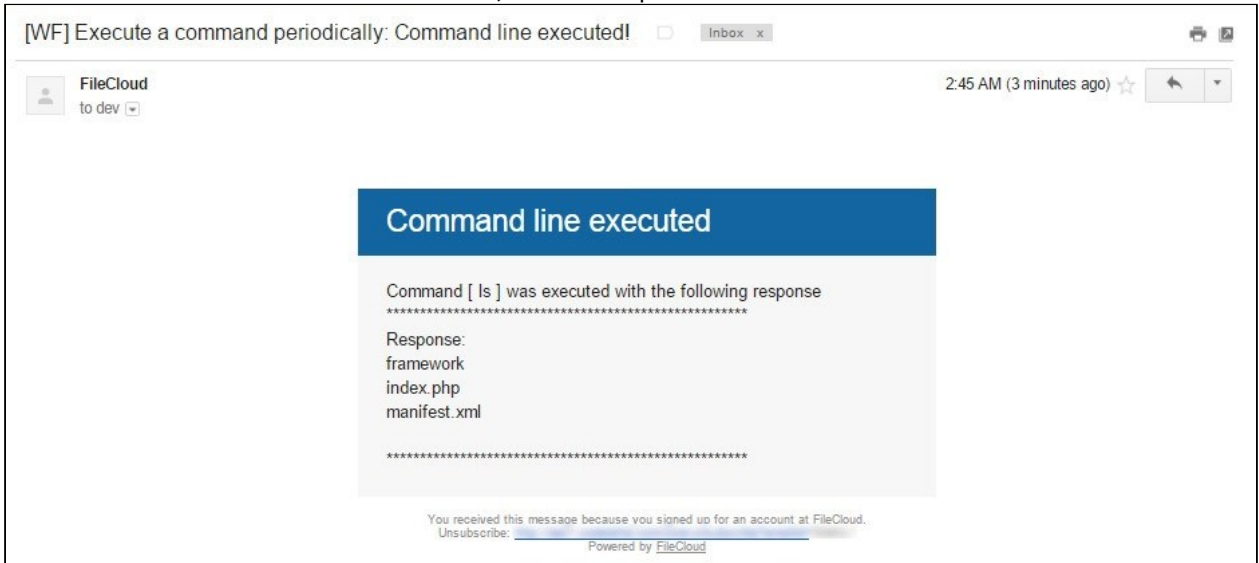 [WF] Execute a command periodically: Command line executed!
Inbox x
FileCloud
2:45 AM (3 minutes ago)
to dev
Command line executed
Command [ ls ] was executed with the following response
******************************************************
Response:
framework
index.php
manifest.xml
******************************************************
You received this message because you signed up for an account at FileCloud.
Unsubscribe:
Powered by FileCloud